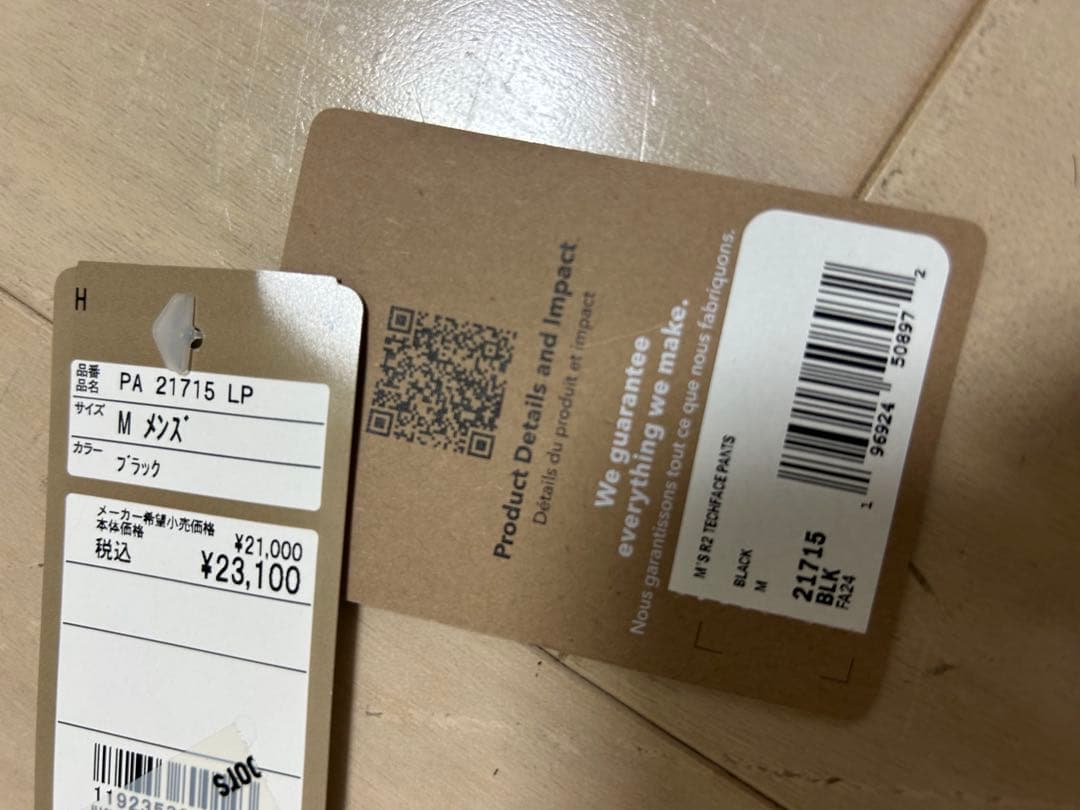 H
品番
品名
PA 21715 LP
サイズ
M メンズ
カラー
ブラック
メーカー希望小売価格
本体価格
¥21,000
税込
¥23,100
Product Details and Impact
Détails du produit et impact
We guarantee
everything we make.
Nous garantissons tout ce que nous fabriquons.
M'S R2 TECHFACE PANTS
BLACK
M
21715
BLK
FA24
1 96924 50897 2